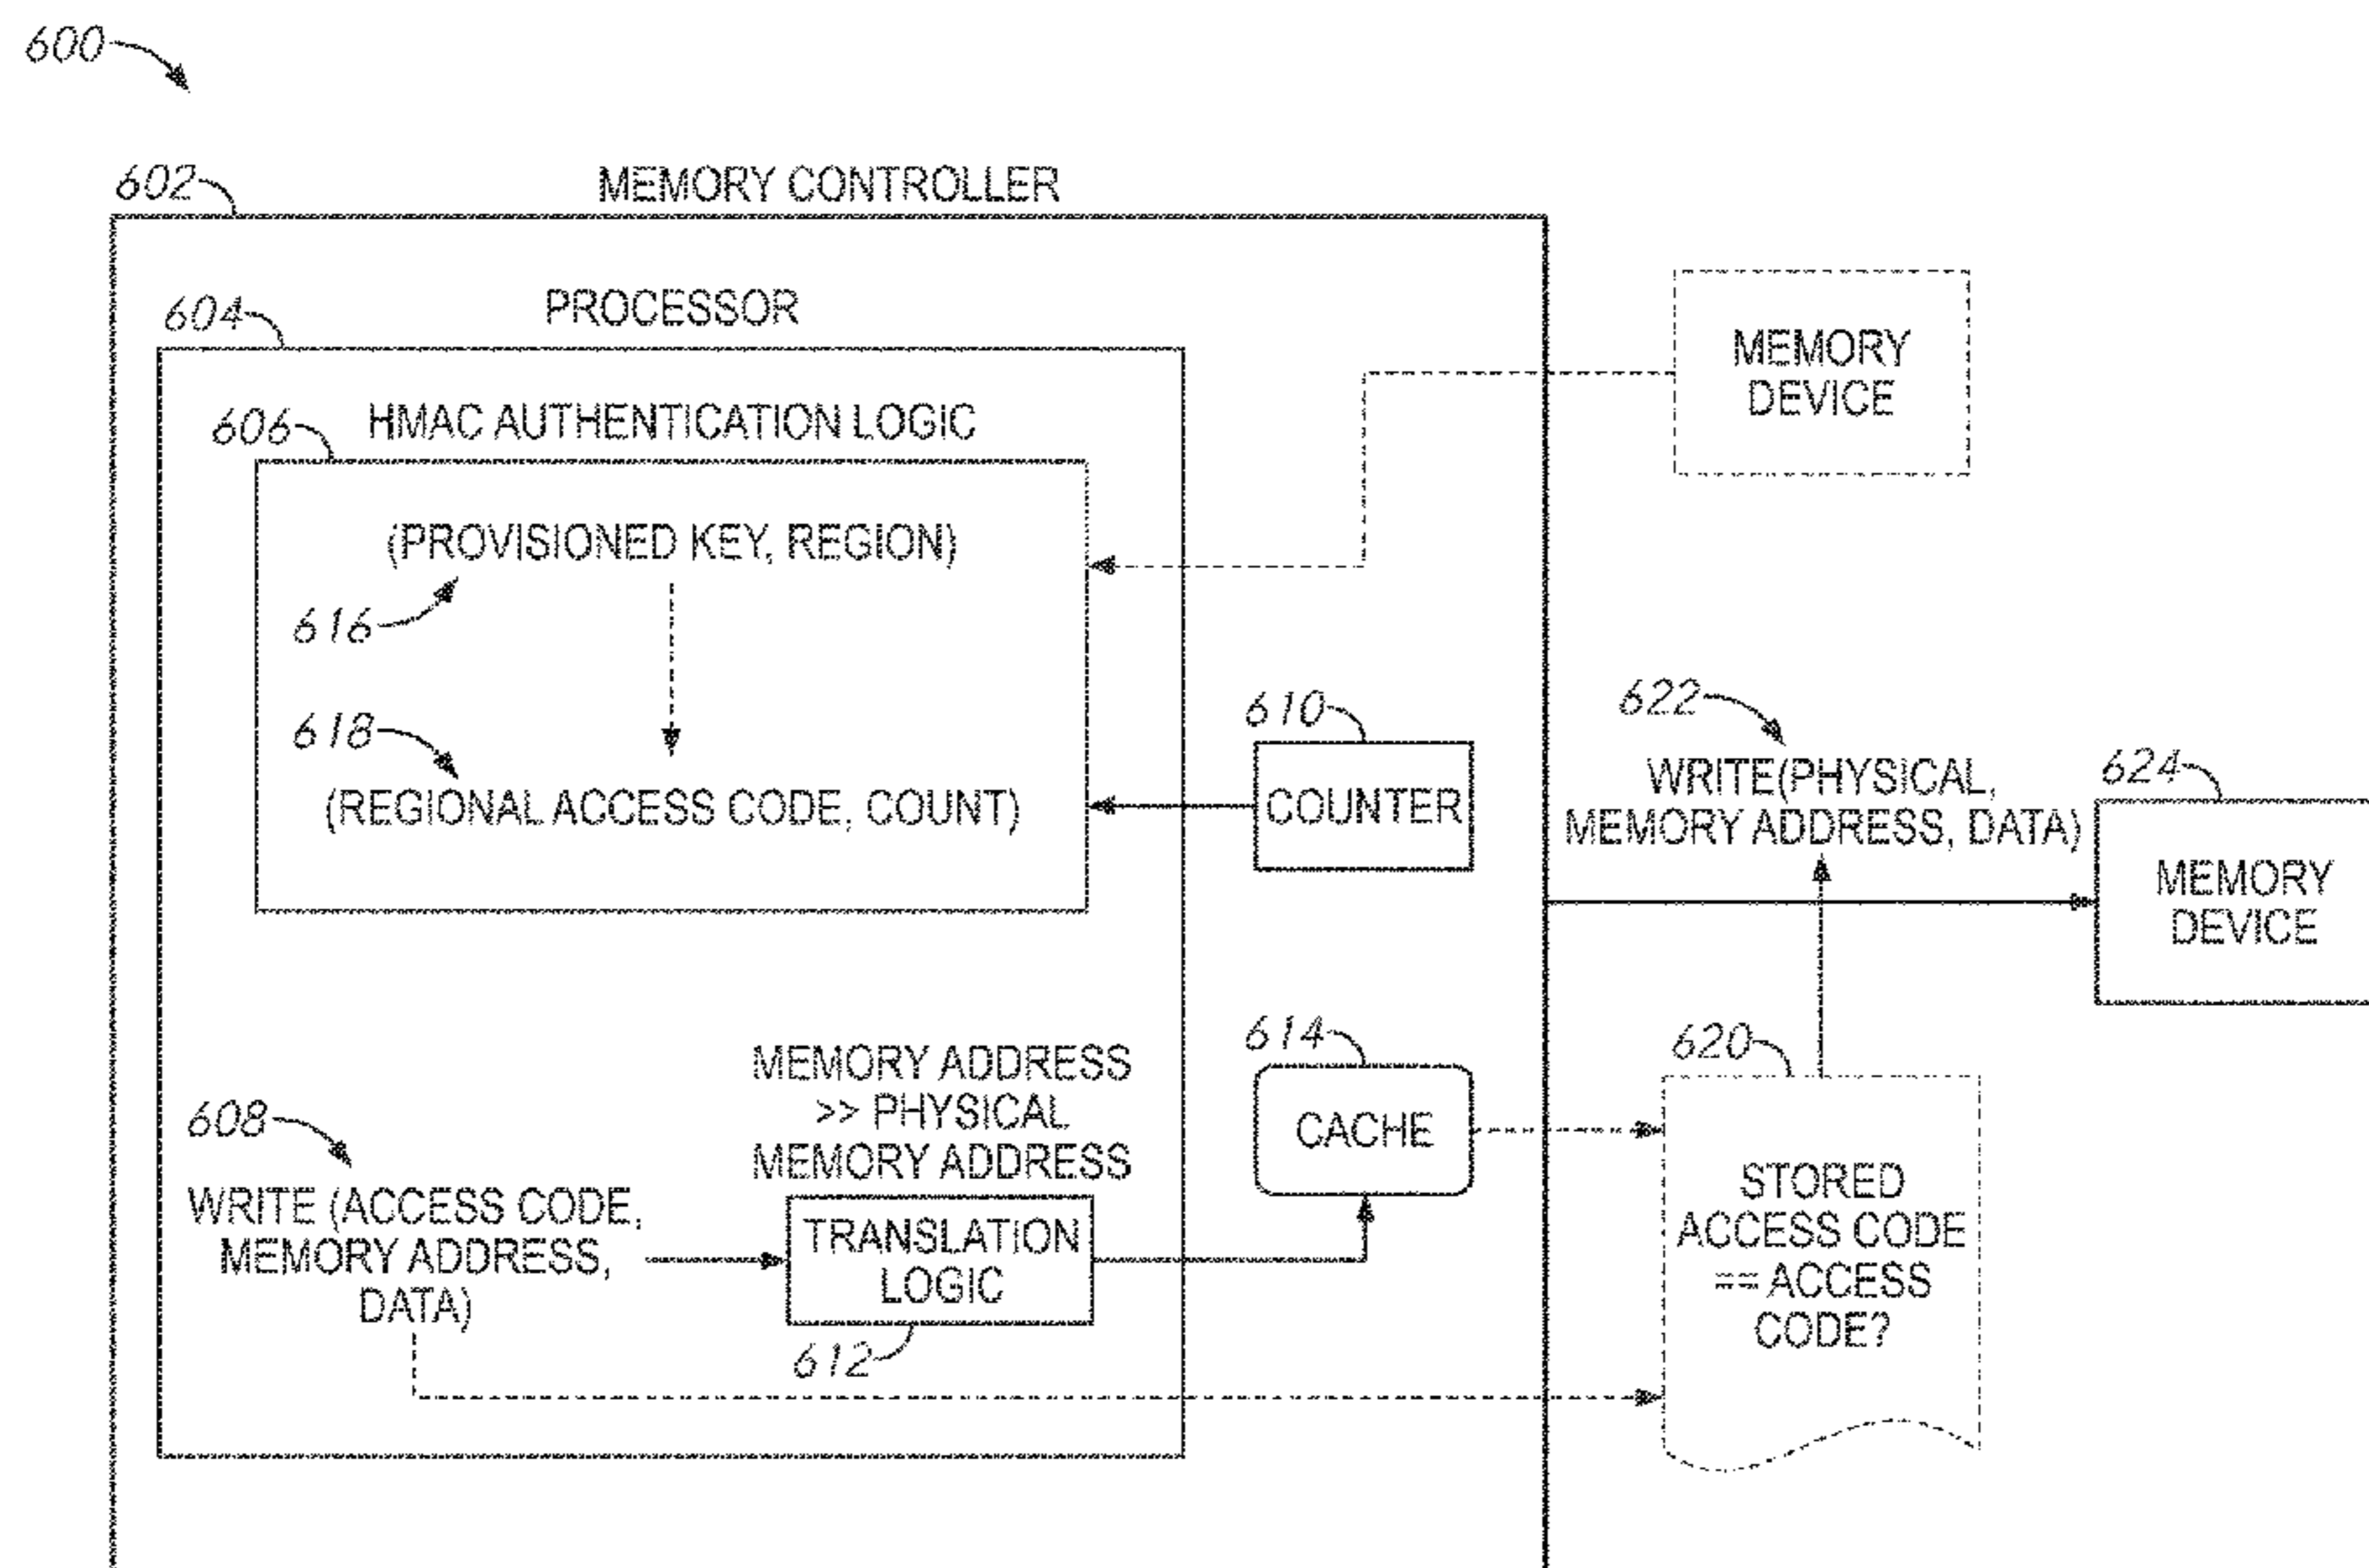 600
602
MEMORY CONTROLLER
604
PROCESSOR
606
HMAC AUTHENTICATION LOGIC
(PROVISIONED KEY, REGION)
616
618
(REGIONAL ACCESS CODE, COUNT)
MEMORY
DEVICE
610
COUNTER
622
WRITE(PHYSICAL,
MEMORY ADDRESS, DATA)
624
MEMORY
DEVICE
608
WRITE (ACCESS CODE,
MEMORY ADDRESS,
DATA)
MEMORY ADDRESS
>> PHYSICAL
MEMORY ADDRESS
TRANSLATION
LOGIC
612
614
CACHE
620
STORED
ACCESS CODE
== ACCESS
CODE?